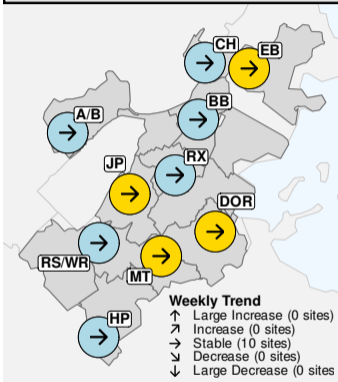 CH
EB
BB
A/B
RX
JP
DOR
RS/WR
MT
HP
Weekly Trend
↑ Large Increase (0 sites)
↗ Increase (0 sites)
→ Stable (10 sites)
↘ Decrease (0 sites)
↓ Large Decrease (0 sites